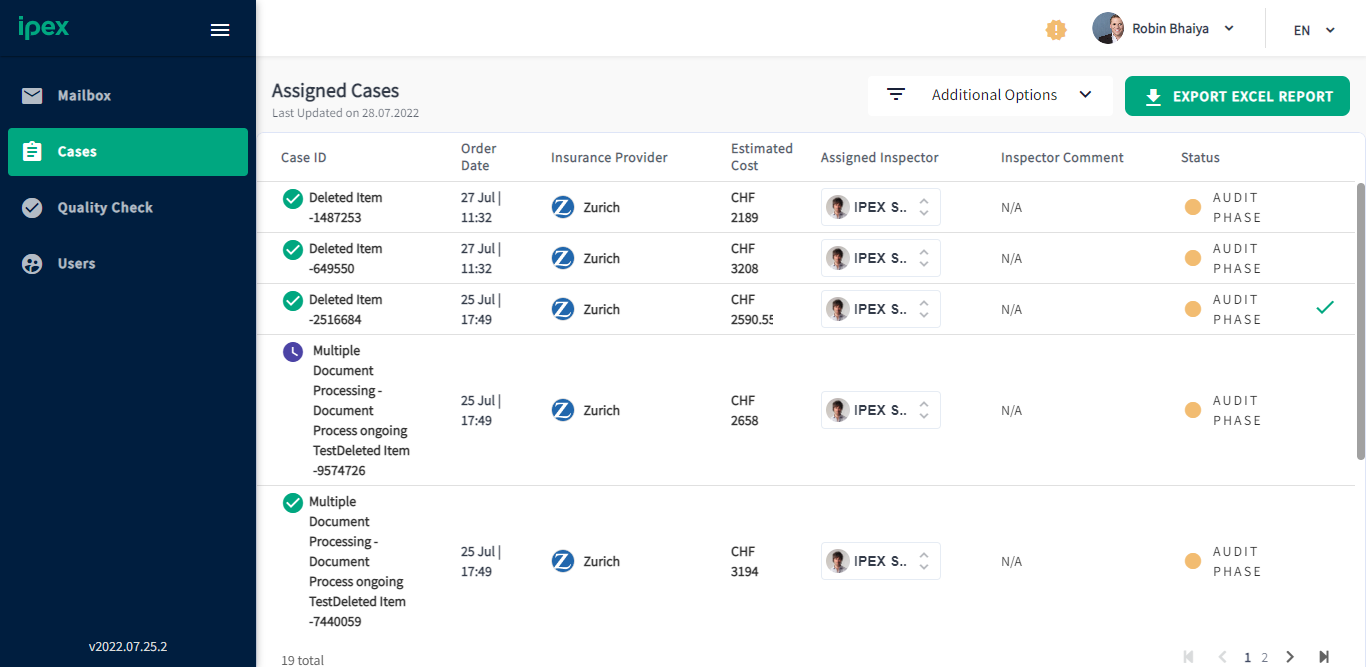 ipex
Robin Bhaiya
EN
Mailbox
Cases
Quality Check
Users
v2022.07.25.2
Assigned Cases
Last Updated on 28.07.2022
Additional Options
EXPORT EXCEL REPORT
Case ID
Order
Date
Insurance Provider
Estimated
Cost
Assigned Inspector
Inspector Comment
Status
Deleted Item
-1487253
27 Jul |
11:32
Zurich
CHF
2189
IPEX S..
N/A
AUDIT
PHASE
Deleted Item
-649550
27 Jul |
11:32
Zurich
CHF
3208
IPEX S..
N/A
AUDIT
PHASE
Deleted Item
-2516684
25 Jul |
17:49
Zurich
CHF
2590.55
IPEX S..
N/A
AUDIT
PHASE
Multiple
Document
Processing -
Document
Process ongoing
TestDeleted Item
-9574726
25 Jul |
17:49
Zurich
CHF
2658
IPEX S..
N/A
AUDIT
PHASE
Multiple
Document
Processing -
Document
Process ongoing
TestDeleted Item
-7440059
25 Jul |
17:49
Zurich
CHF
3194
IPEX S..
N/A
AUDIT
PHASE
19 total
1 2